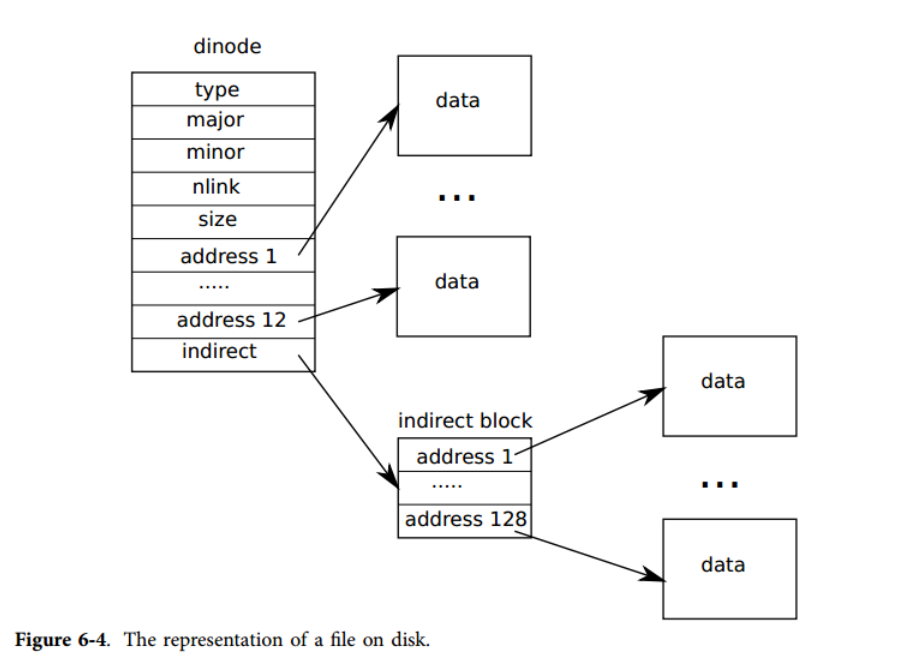 dinode
type
major
minor
nlink
size
address 1
.....
address 12
indirect
data
...
data
indirect block
address 1
.....
address 128
data
...
data
Figure 6-4. The representation of a file on disk.